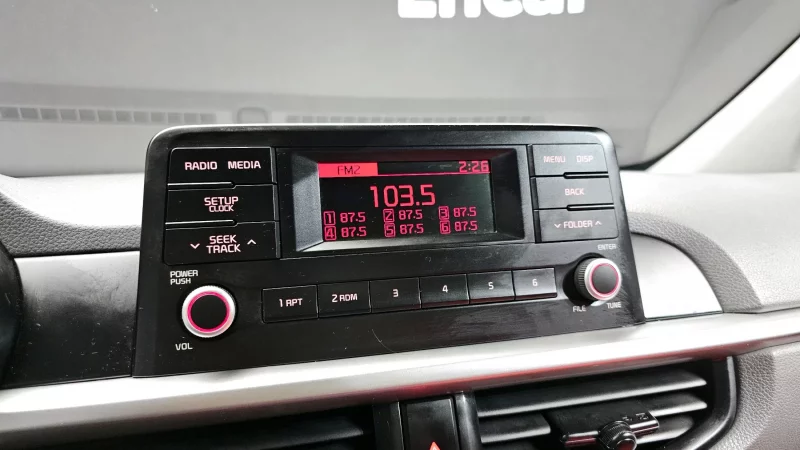 Encar
RADIO MEDIA
SETUP
CLOCK
SEEK
TRACK
POWER
PUSH
VOL
FM2 2:26
103.5
1 87.5 2 87.5 3 87.5
4 87.5 5 87.5 6 87.5
1 RPT 2 RDM 3 4 5 6
MENU DISP
BACK
FOLDER
ENTER
FILE TUNE